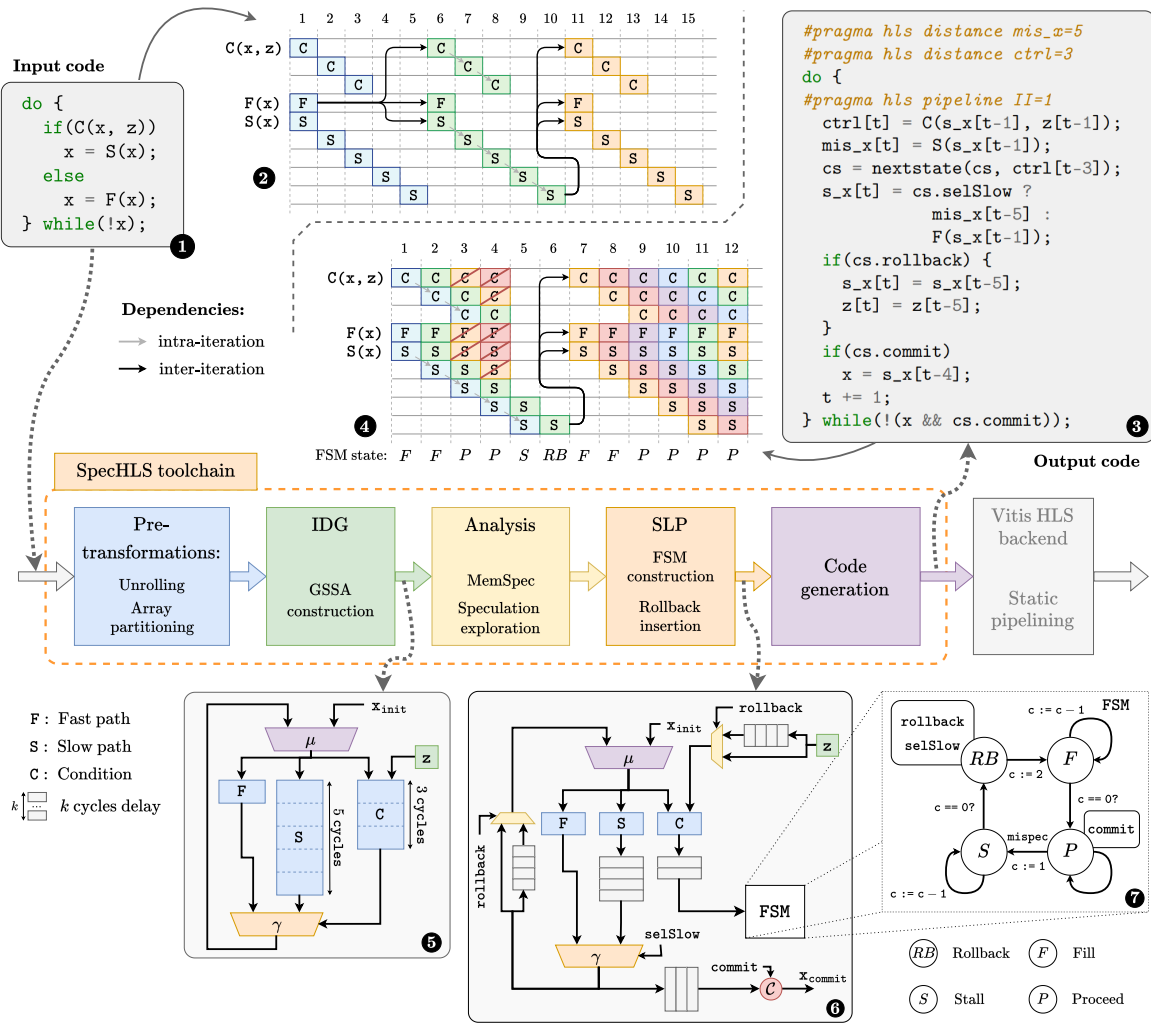 1 2 3 4 5 6 7 8 9 10 11 12 13 14 15
C(x,z) C C C
C C C
C C C
F(x) F F F
S(x) S S S
S S S
S S S
S S S
S S S
2
Input code
do {
if(C(x, z))
x = S(x);
else
x = F(x);
} while(!x);
1
#pragma hls distance mis_x=5
#pragma hls distance ctrl=3
do {
#pragma hls pipeline II=1
ctrl[t] = C(s_x[t-1], z[t-1]);
mis_x[t] = S(s_x[t-1]);
cs = nextstate(cs, ctrl[t-3]);
s_x[t] = cs.selSlow ?
mis_x[t-5] :
F(s_x[t-1]);
if(cs.rollback) {
s_x[t] = s_x[t-5];
z[t] = z[t-5];
}
if(cs.commit)
x = s_x[t-4];
t += 1;
} while(!(x && cs.commit));
3
Output code
Dependencies:
intra-iteration
inter-iteration
1 2 3 4 5 6 7 8 9 10 11 12
C(x,z) C C C C C C C C C C
C C C C C C C C
C C C C C C
F(x) F F F F F F F F F F
S(x) S S S S S S S S S S
S S S S S S S S
S S S S S
S S S S S
S S S S
4
FSM state: F F P P S RB F F P P P P
SpecHLS toolchain
Pre-
transformations:
Unrolling
Array
partitioning
IDG
GSSA
construction
Analysis
MemSpec
Speculation
exploration
SLP
FSM
construction
Rollback
insertion
Code
generation
Vitis HLS
backend
Static
pipelining
F : Fast path
S : Slow path
C : Condition
k k cycles delay
...
x_init
μ
z
F
S
5 cycles
C
3 cycles
γ
5
rollback
x_init
μ
z
F
S
C
rollback
FSM
selSlow
γ
commit
C
x_commit
6
FSM
c := c − 1
rollback
selSlow
RB
F
c := 2
c == 0?
c == 0?
commit
mispec
S
P
c := 1
c := c − 1
7
RB Rollback
F Fill
S Stall
P Proceed